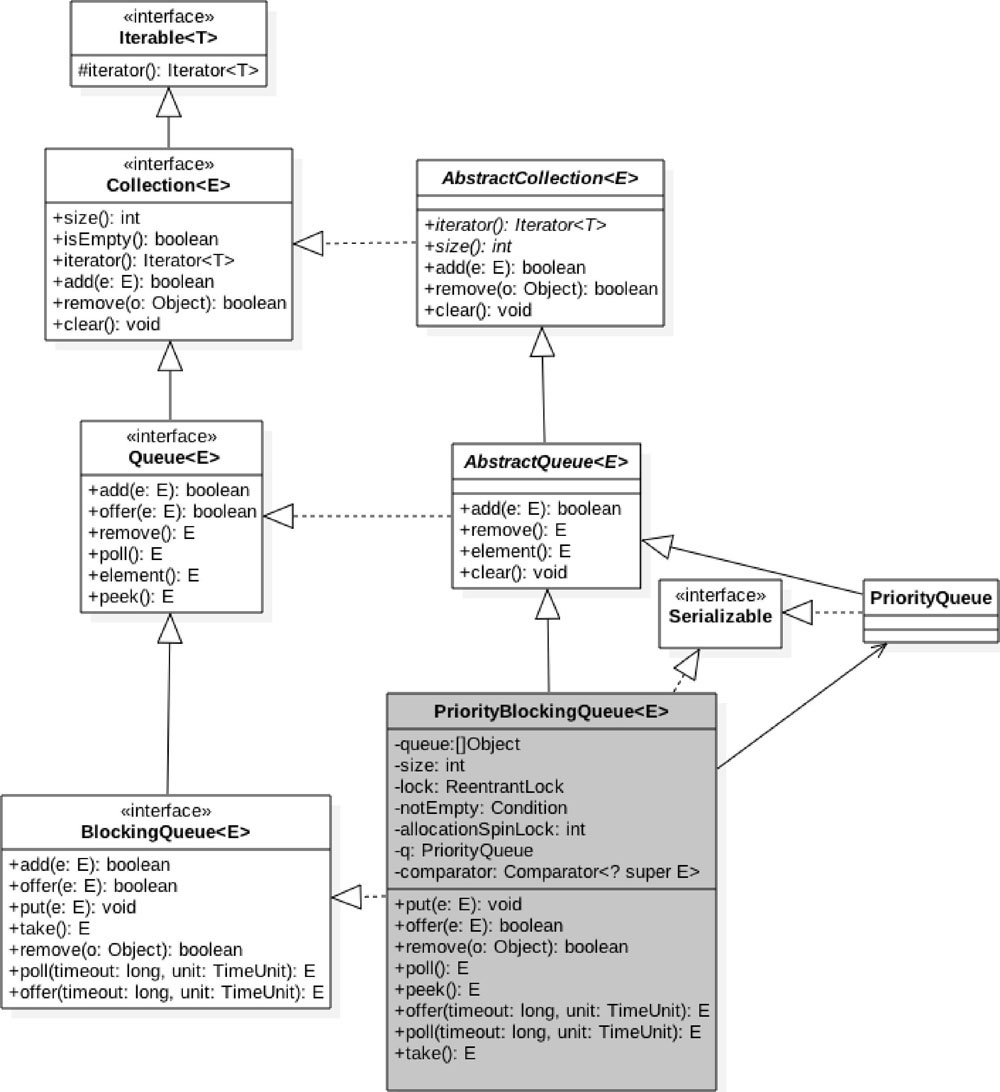 «interface»
Iterable<T>
#iterator(): Iterator<T>
«interface»
Collection<E>
+size(): int
+isEmpty(): boolean
+iterator(): Iterator<T>
+add(e: E): boolean
+remove(o: Object): boolean
+clear(): void
AbstractCollection<E>
+iterator(): Iterator<T>
+size(): int
+add(e: E): boolean
+remove(o: Object): boolean
+clear(): void
«interface»
Queue<E>
+add(e: E): boolean
+offer(e: E): boolean
+remove(): E
+poll(): E
+element(): E
+peek(): E
AbstractQueue<E>
+add(e: E): boolean
+remove(): E
+element(): E
+clear(): void
«interface»
Serializable
PriorityQueue
PriorityBlockingQueue<E>
-queue:[]Object
-size: int
-lock: ReentrantLock
-notEmpty: Condition
-allocationSpinLock: int
-q: PriorityQueue
-comparator: Comparator<? super E>
+put(e: E): void
+offer(e: E): boolean
+remove(o: Object): boolean
+poll(): E
+peek(): E
+offer(timeout: long, unit: TimeUnit): E
+poll(timeout: long, unit: TimeUnit): E
+take(): E
«interface»
BlockingQueue<E>
+add(e: E): boolean
+offer(e: E): boolean
+put(e: E): void
+take(): E
+remove(o: Object): boolean
+poll(timeout: long, unit: TimeUnit): E
+offer(timeout: long, unit: TimeUnit): E